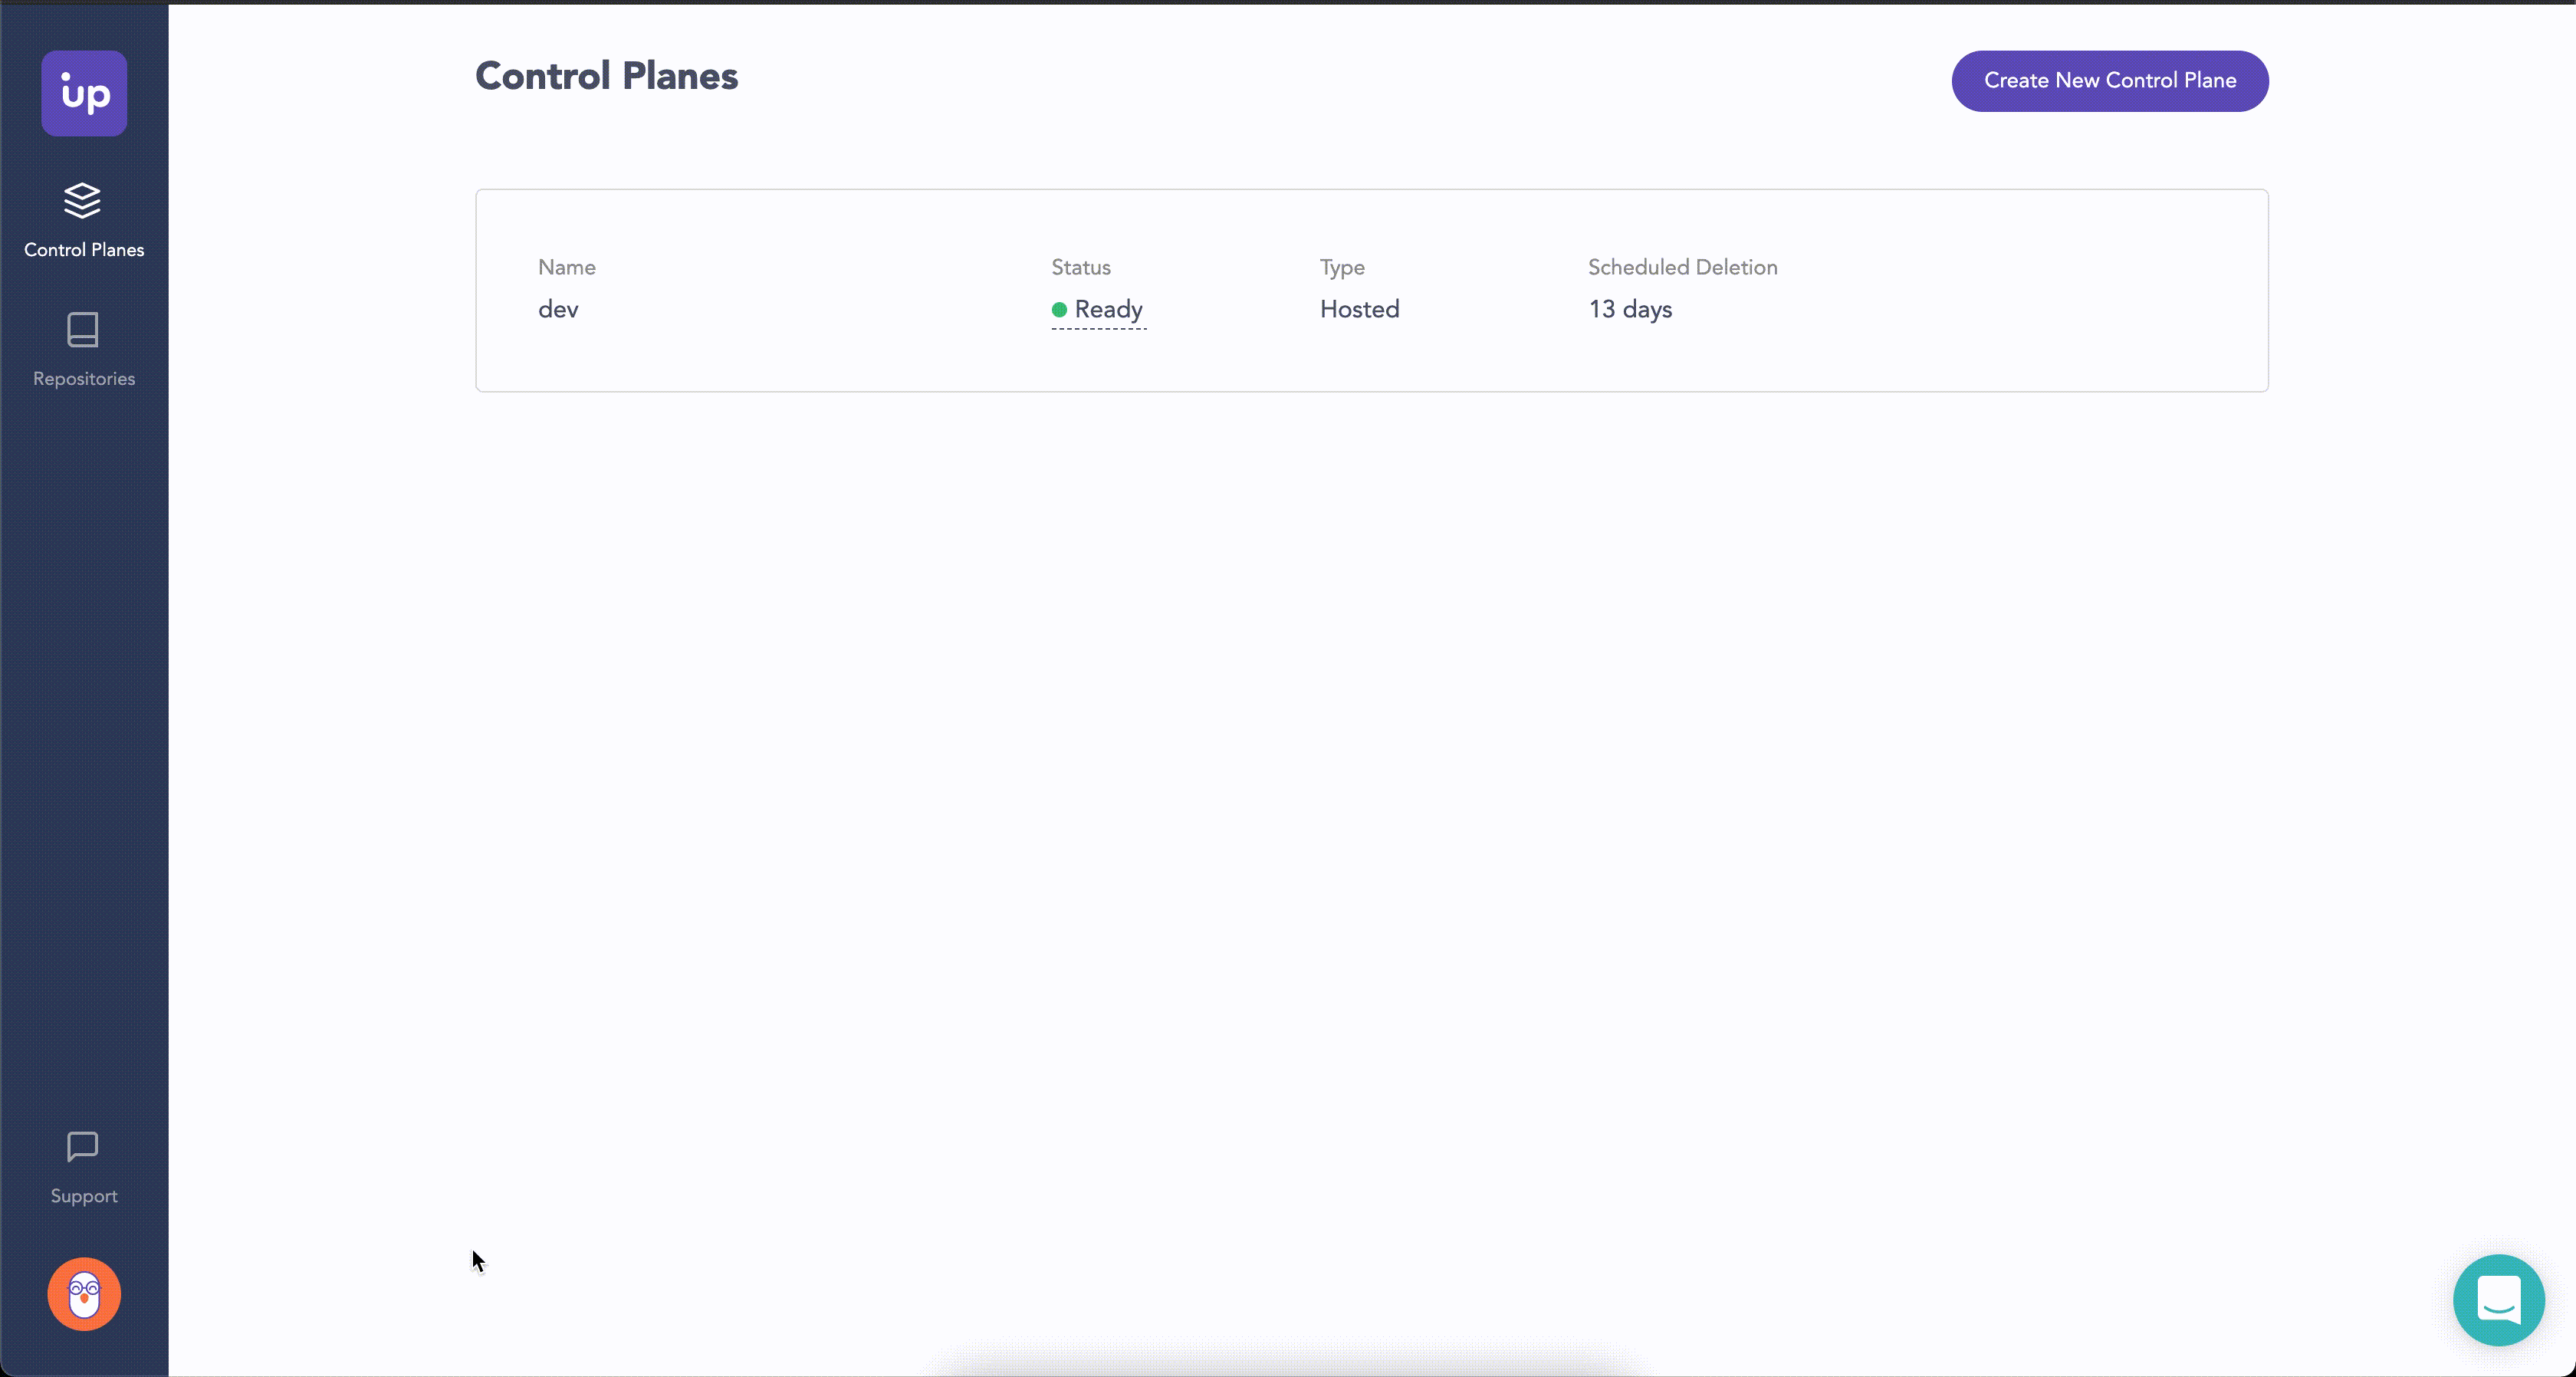 up
Control Planes
Repositories
Support
Control Planes
Create New Control Plane
Name
dev
Status
Ready
Type
Hosted
Scheduled Deletion
13 days